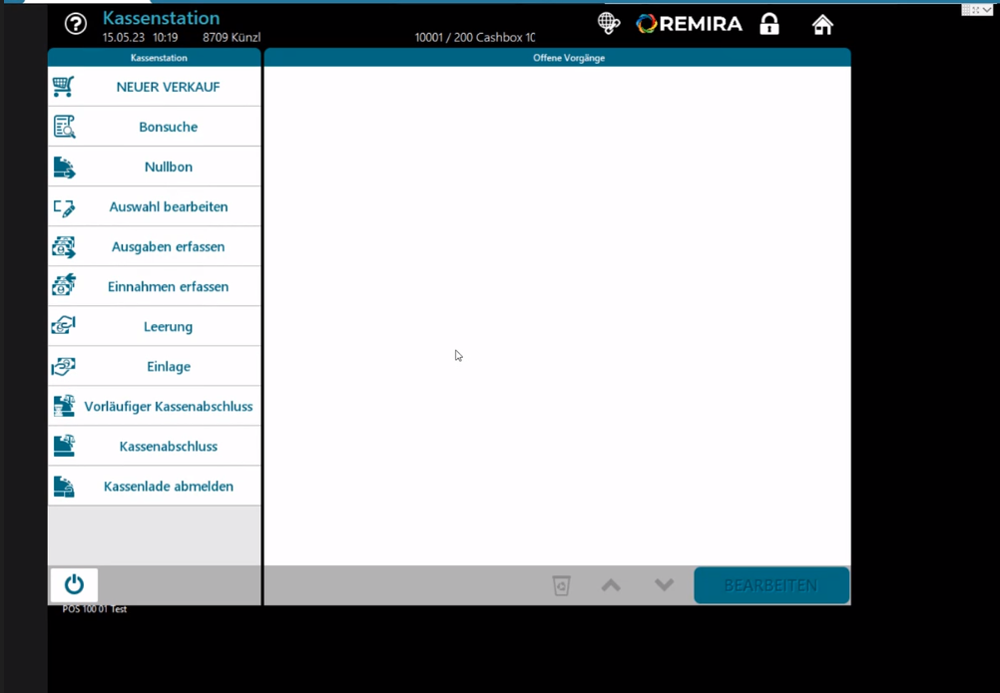 Kassenstation
15.05.23 10:19 8709 Künzl
10001 / 200 Cashbox 10
REMIRA
Kassenstation
NEUER VERKAUF
Bonsuche
Nullbon
Auswahl bearbeiten
Ausgaben erfassen
Einnahmen erfassen
Leerung
Einlage
Vorläufiger Kassenabschluss
Kassenabschluss
Kassenlade abmelden
Offene Vorgänge
BEARBEITEN
POS 100 01 Test